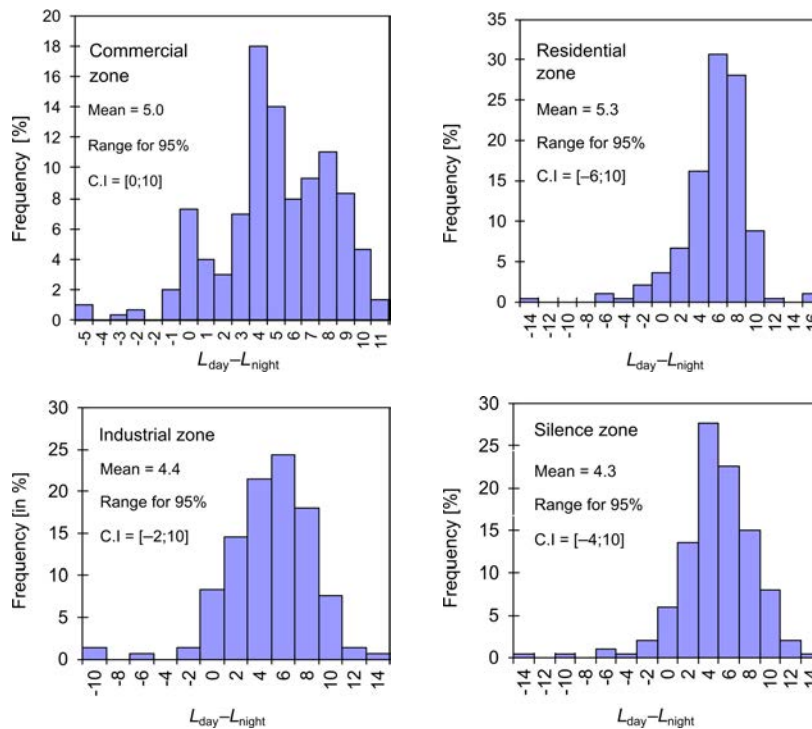 20
18
16
14
12
10
8
6
4
2
0
Frequency [%]
Commercial
zone
Mean = 5.0
Range for 95%
C.I = [0;10]
-5 -4 -3 -2 -2 -1 0 1 2 3 4 5 6 7 8 9 10 11
Lday–Lnight
35
30
25
20
15
10
5
0
Frequency [%]
Residential
zone
Mean = 5.3
Range for 95%
C.I = [−6;10]
-14 -12 -10 -8 -6 -4 -2 0 2 4 6 8 10 12 14 16
Lday–Lnight
30
25
20
15
10
5
0
Frequency [in %]
Industrial zone
Mean = 4.4
Range for 95%
C.I = [−2;10]
-10 -8 -6 -4 -2 0 2 4 6 8 10 12 14
Lday–Lnight
30
25
20
15
10
5
0
Frequency [%]
Silence zone
Mean = 4.3
Range for 95%
C.I = [−4;10]
-14 -12 -10 -8 -6 -4 -2 0 2 4 6 8 10 12 14
Lday–Lnight